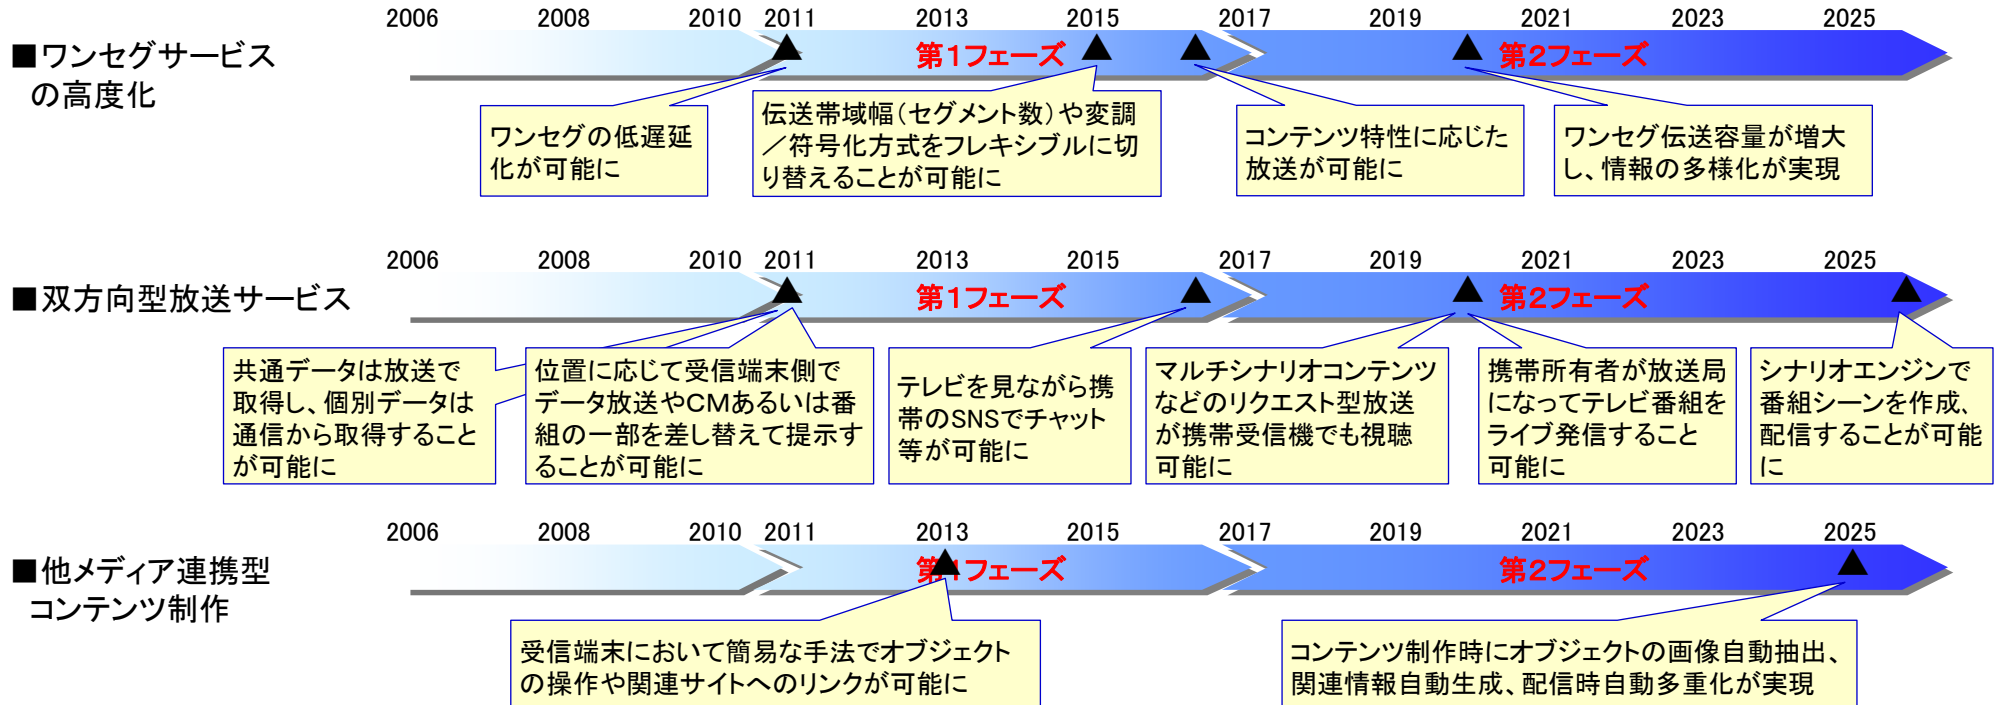 2006 2008 2010 2011 2013 2015 2017 2019 2021 2023 2025
■ワンセグサービス
の高度化
第1フェーズ
第2フェーズ
ワンセグの低遅延
化が可能に
伝送帯域幅(セグメント数)や変調
/符号化方式をフレキシブルに切
り替えることが可能に
コンテンツ特性に応じた
放送が可能に
ワンセグ伝送容量が増大
し、情報の多様化が実現
2006 2008 2010 2011 2013 2015 2017 2019 2021 2023 2025
■双方向型放送サービス
第1フェーズ
第2フェーズ
共通データは放送で
取得し、個別データは
通信から取得すること
が可能に
位置に応じて受信端末側で
データ放送やCMあるいは番
組の一部を差し替えて提示す
ることが可能に
テレビを見ながら携
帯のSNSでチャット
等が可能に
マルチシナリオコンテンツ
などのリクエスト型放送
が携帯受信機でも視聴
可能に
携帯所有者が放送局
になってテレビ番組を
ライブ発信すること
可能に
シナリオエンジンで
番組シーンを作成、
配信することが可能
に
2006 2008 2010 2011 2013 2015 2017 2019 2021 2023 2025
■他メディア連携型
コンテンツ制作
第1フェーズ
第2フェーズ
受信端末において簡易な手法でオブジェクト
の操作や関連サイトへのリンクが可能に
コンテンツ制作時にオブジェクトの画像自動抽出、
関連情報自動生成、配信時自動多重化が実現